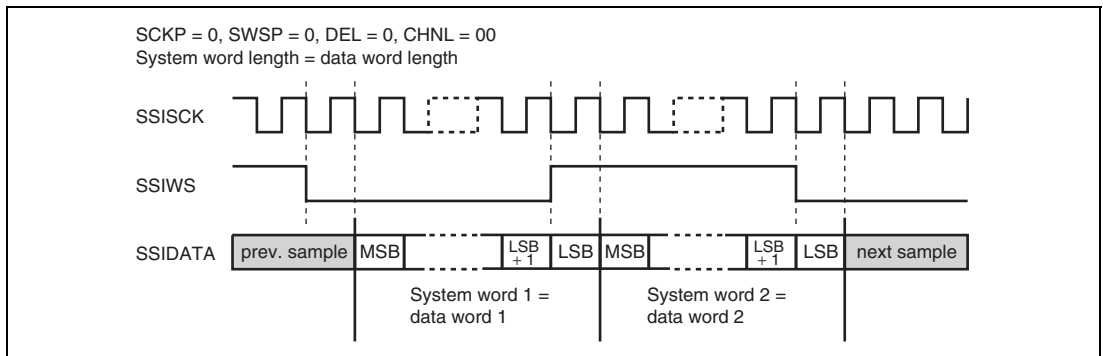 SCKP = 0, SWSP = 0, DEL = 0, CHNL = 00
System word length = data word length
SSISCK
SSIWS
SSIDATA
prev. sample
MSB
LSB
+ 1
LSB
MSB
LSB
+ 1
LSB
next sample
System word 1 =
data word 1
System word 2 =
data word 2